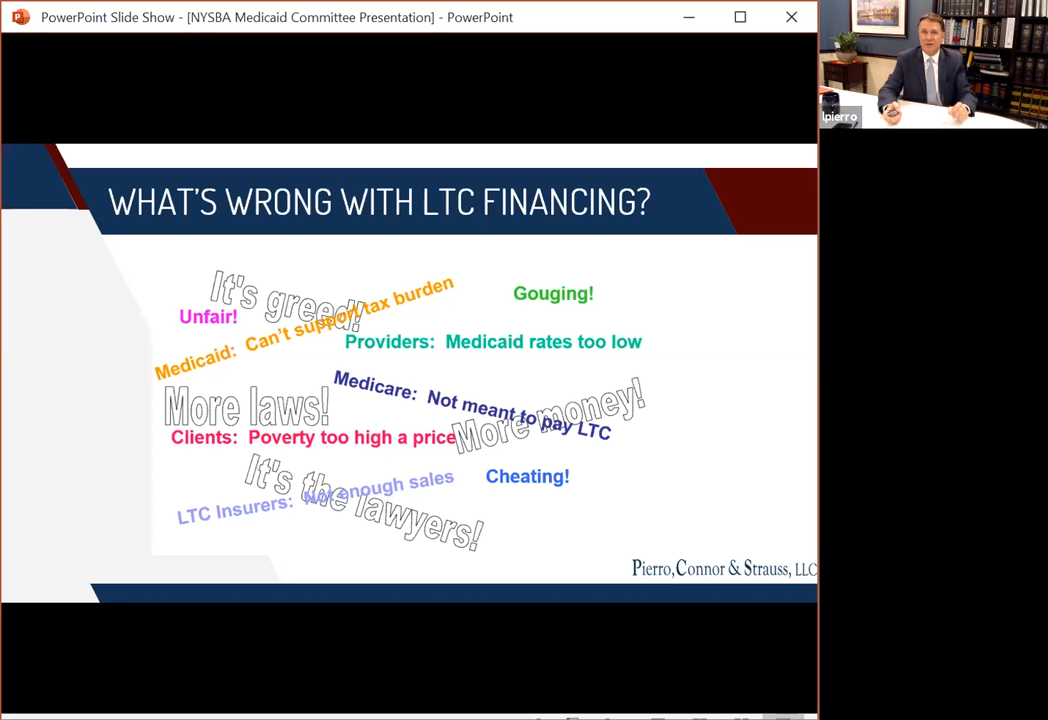 PowerPoint Slide Show - [NYSBA Medicaid Committee Presentation] - PowerPoint
lpierro
WHAT'S WRONG WITH LTC FINANCING?
It's greed!
Gouging!
Unfair!
Medicaid: Can't support tax burden
Providers: Medicaid rates too low
Medicare: Not meant to pay LTC
More laws!
More money!
Clients: Poverty too high a price
It's the lawyers!
Cheating!
LTC Insurers: Not enough sales
Pierro, Connor & Strauss, LLC